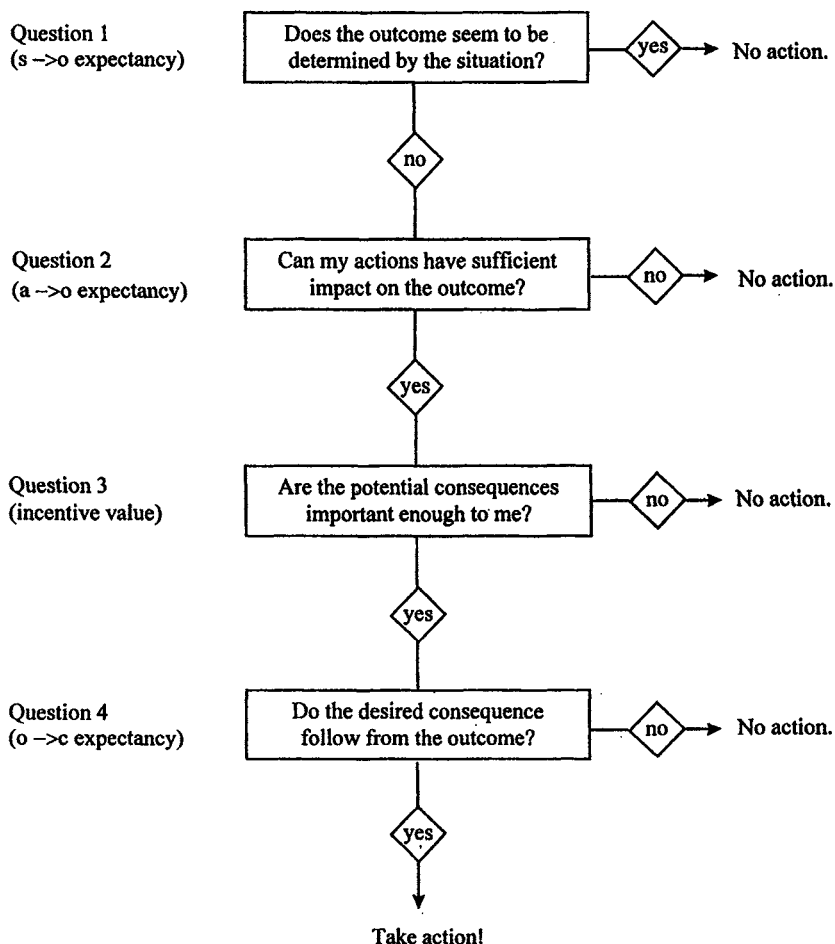 Question 1
(s –>o expectancy)
Does the outcome seem to be
determined by the situation?
yes
No action.
no
Question 2
(a –>o expectancy)
Can my actions have sufficient
impact on the outcome?
no
No action.
yes
Question 3
(incentive value)
Are the potential consequences
important enough to me?
no
No action.
yes
Question 4
(o –>c expectancy)
Do the desired consequence
follow from the outcome?
no
No action.
yes
Take action!